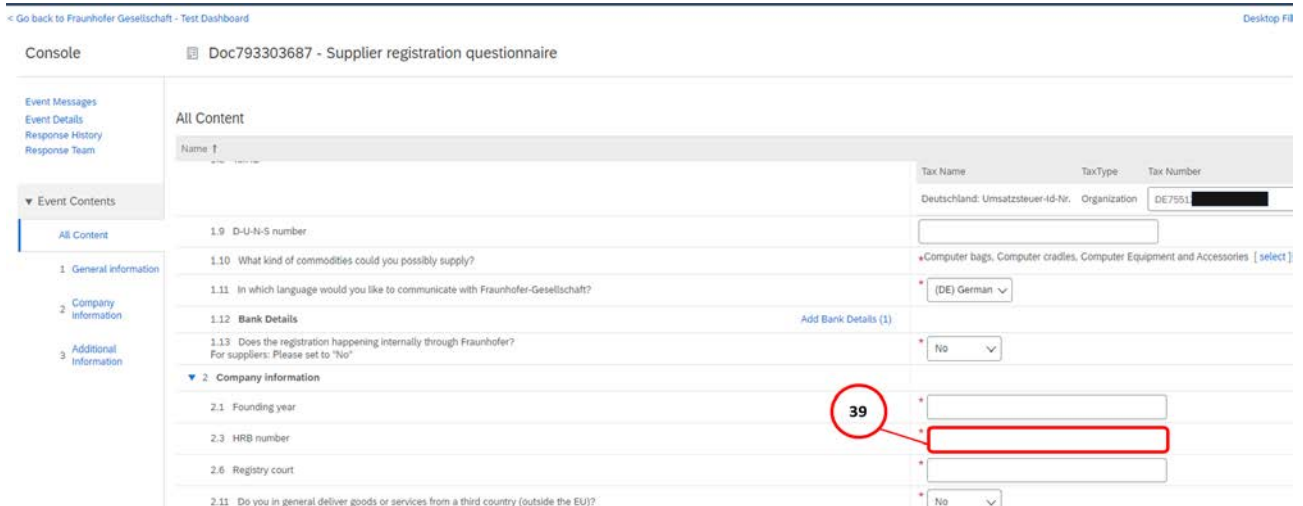 < Go back to Fraunhofer Gesellschaft - Test Dashboard
Desktop Fil
Console
Doc793303687 - Supplier registration questionnaire
Event Messages
Event Details
Response History
Response Team
▼ Event Contents
All Content
1 General information
2 Company Information
3 Additional Information
All Content
Name ↑
Tax Name TaxType Tax Number
Deutschland: Umsatzsteuer-Id-Nr. Organization DE7551
1.9 D-U-N-S number
1.10 What kind of commodities could you possibly supply? *Computer bags, Computer cradles, Computer Equipment and Accessories [ select ]
1.11 In which language would you like to communicate with Fraunhofer-Gesellschaft? * (DE) German
1.12 Bank Details Add Bank Details (1)
1.13 Does the registration happening internally through Fraunhofer?
For suppliers: Please set to "No" * No
▼ 2 Company information
2.1 Founding year *
39
2.3 HRB number *
2.6 Registry court *
2.11 Do you in general deliver goods or services from a third country (outside the EU)? * No